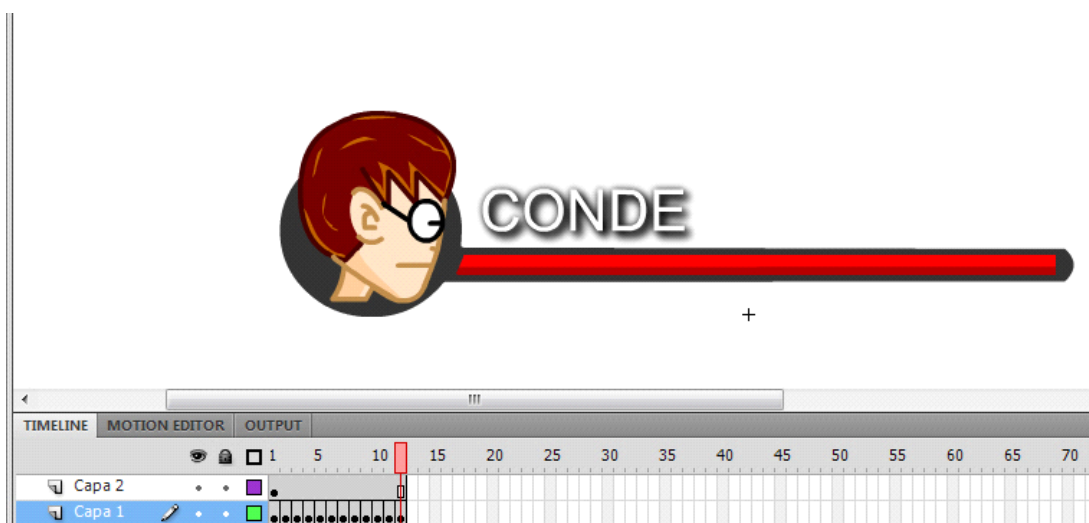 CONDE
TIMELINE MOTION EDITOR OUTPUT
1 5 10 15 20 25 30 35 40 45 50 55 60 65 70
Capa 2
Capa 1